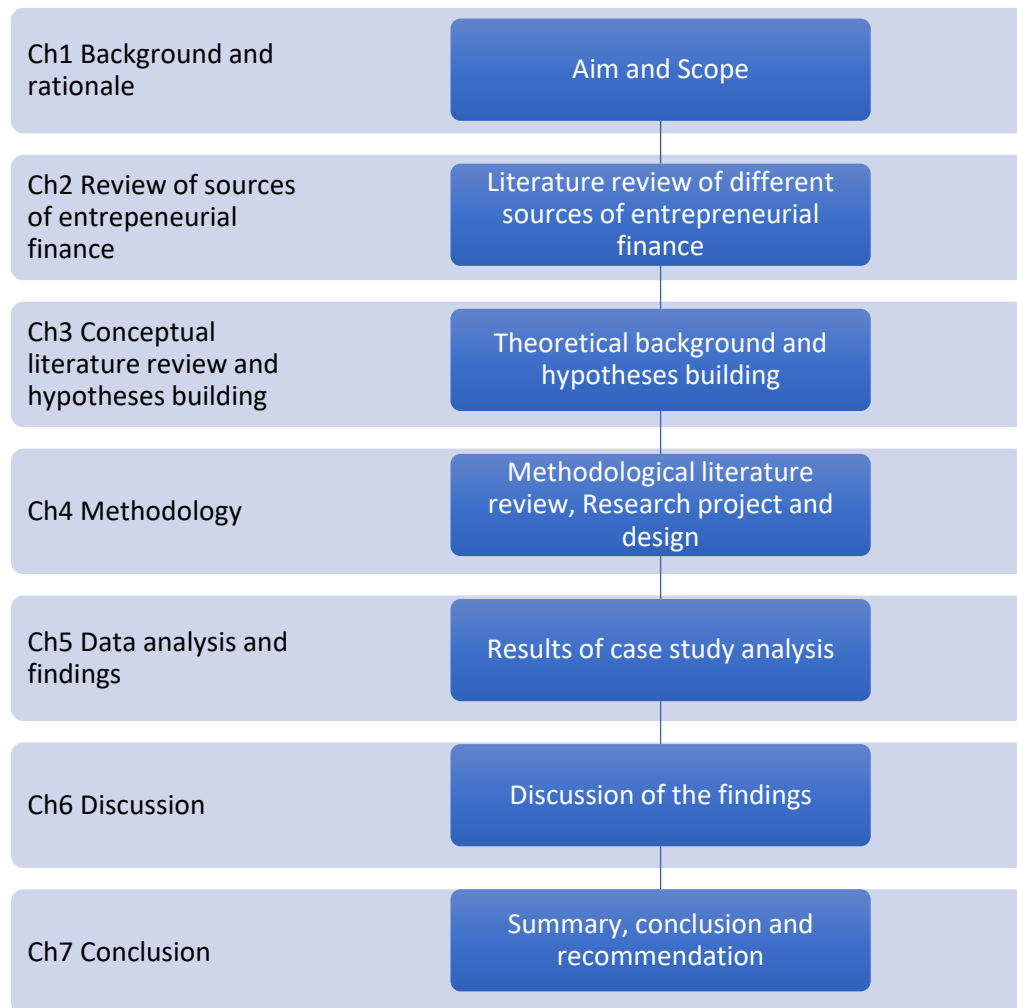 Ch1 Background and
rationale
Aim and Scope
Ch2 Review of sources
of entrepeneurial
finance
Literature review of different
sources of entrepreneurial
finance
Ch3 Conceptual
literature review and
hypotheses building
Theoretical background and
hypotheses building
Ch4 Methodology
Methodological literature
review, Research project and
design
Ch5 Data analysis and
findings
Results of case study analysis
Ch6 Discussion
Discussion of the findings
Ch7 Conclusion
Summary, conclusion and
recommendation